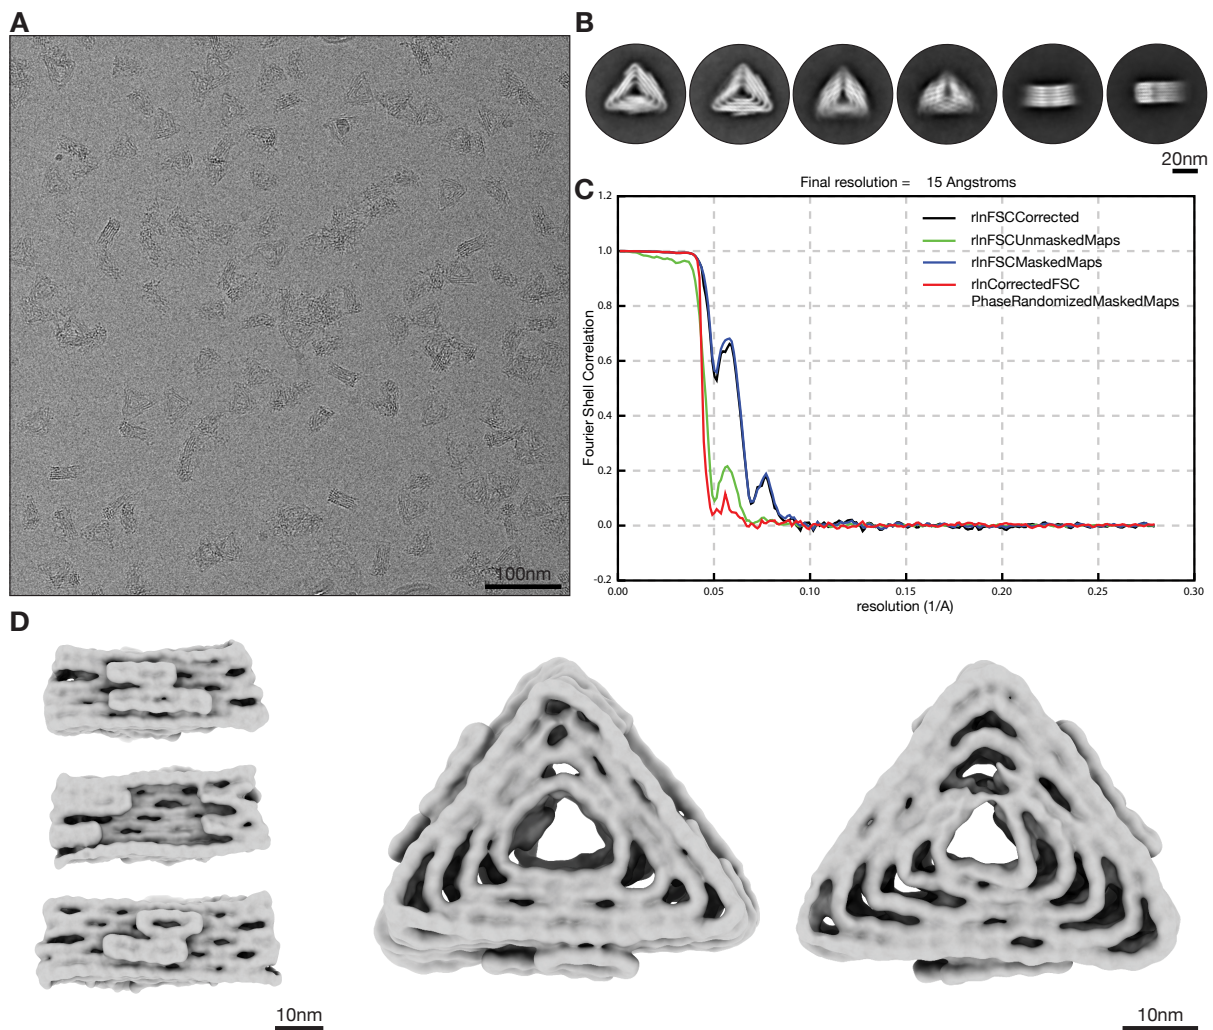 A
B
100nm
20nm
C
Final resolution = 15 Angstroms
1.2
1.0
0.8
0.6
0.4
0.2
0.0
-0.2
Fourier Shell Correlation
rlnFSCCorrected
rlnFSCUnmaskedMaps
rlnFSCMaskedMaps
rlnCorrectedFSC
PhaseRandomizedMaskedMaps
0.00
0.05
0.10
0.15
0.20
0.25
0.30
resolution (1/A)
D
10nm
10nm